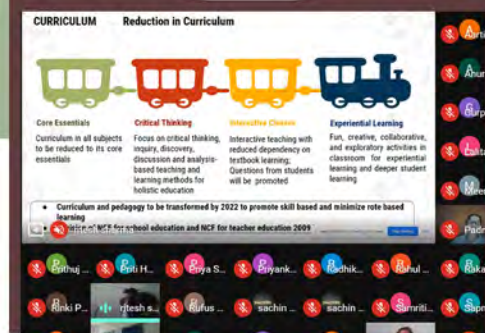 CURRICULUM Reduction in Curriculum
Core Essentials
Curriculum in all subjects
to be reduced to its core
essentials
Critical Thinking
Focus on critical thinking,
inquiry, discovery,
discussion and analysis-
based teaching and
learning methods for
holistic education
Interactive Classes
Interactive teaching with
reduced dependency on
textbook learning;
Questions from students
will be promoted
Experiential Learning
Fun, creative, collaborative,
and exploratory activities in
classroom for experiential
learning and deeper student
learning
Curriculum and pedagogy to be transformed by 2022 to promote skill based and minimize rote based
learning
school education and NCF for teacher education 2009
Prithuj ... Priti H... Priya S... Priyank... Radhik... Rahul ...
Rinki P... ritesh s... Rufus ... sachin ... sachin ... Samriti...